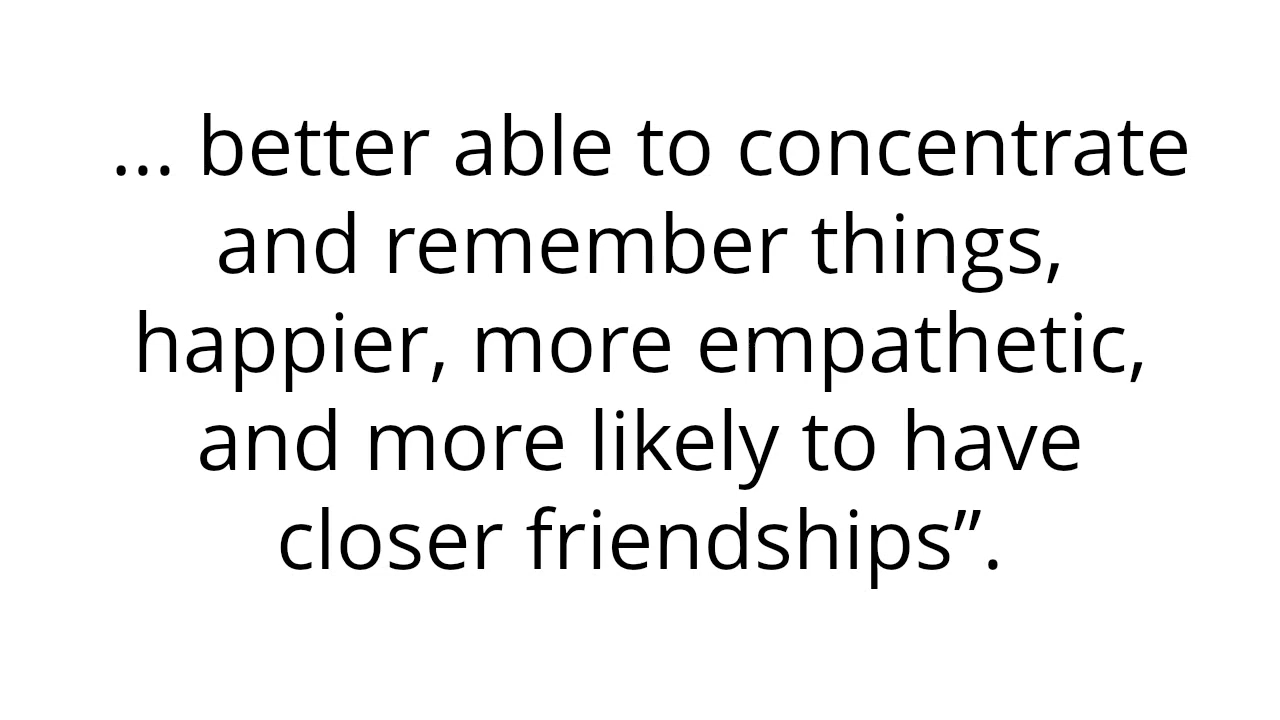 ... better able to concentrate
and remember things,
happier, more empathetic,
and more likely to have
closer friendships”.